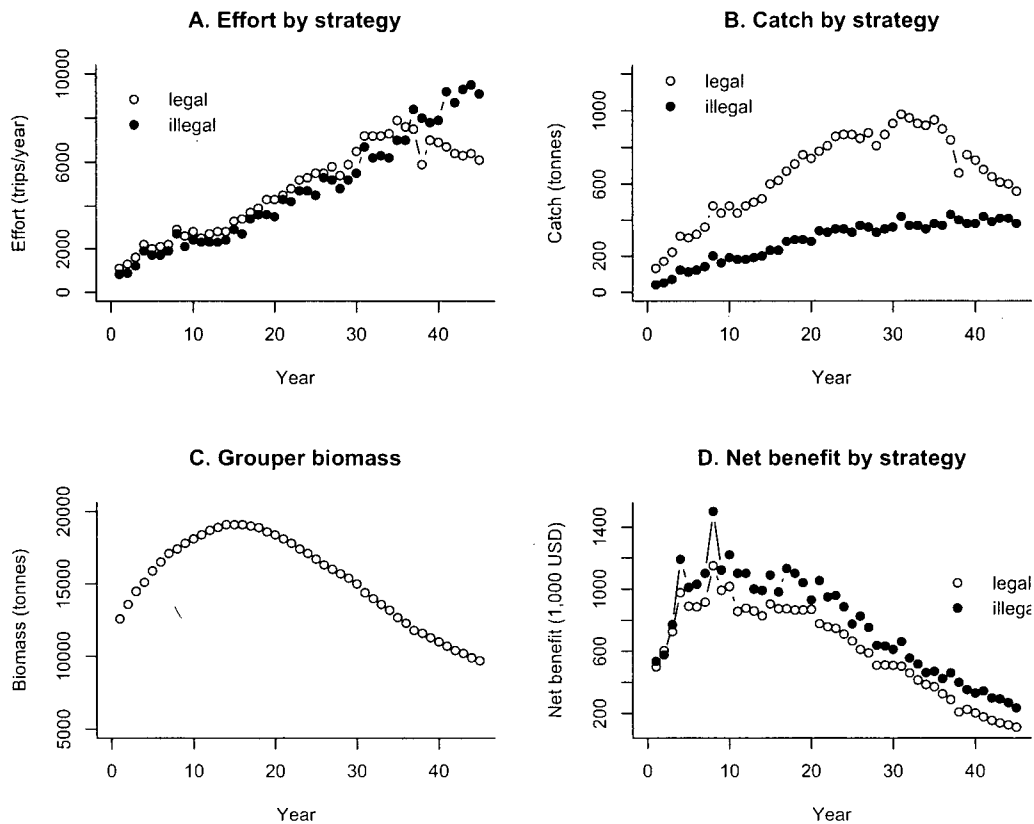 A. Effort by strategy
Effort (trips/year)
0 2000 6000 10000
legal
illegal
0 10 20 30 40
Year
B. Catch by strategy
Catch (tonnes)
0 200 600 1000
legal
illegal
0 10 20 30 40
Year
C. Grouper biomass
Biomass (tonnes)
5000 10000 15000 20000
0 10 20 30 40
Year
D. Net benefit by strategy
Net benefit (1,000 USD)
200 600 1000 1400
legal
illega
0 10 20 30 40
Year